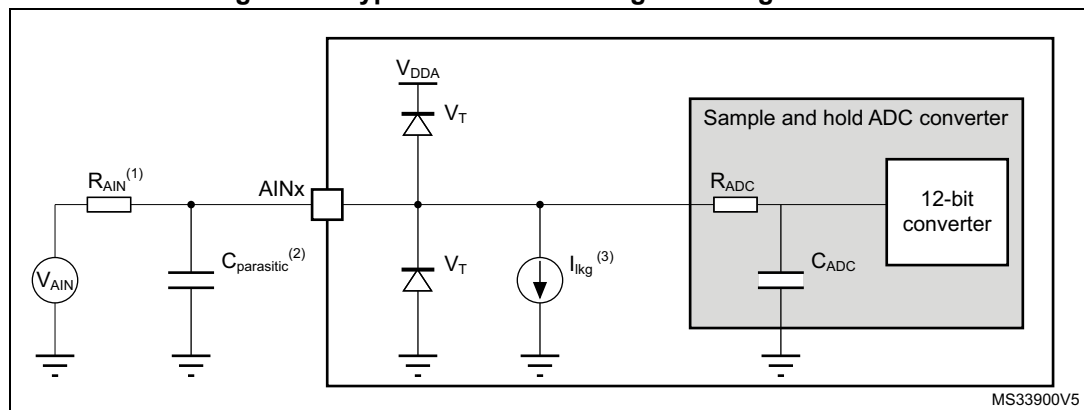 V_DDA
V_T
Sample and hold ADC converter
R_AIN^(1)
AINx
R_ADC
12-bit
converter
C_parasitic^(2)
V_T
I_lkg^(3)
C_ADC
V_AIN
MS33900V5